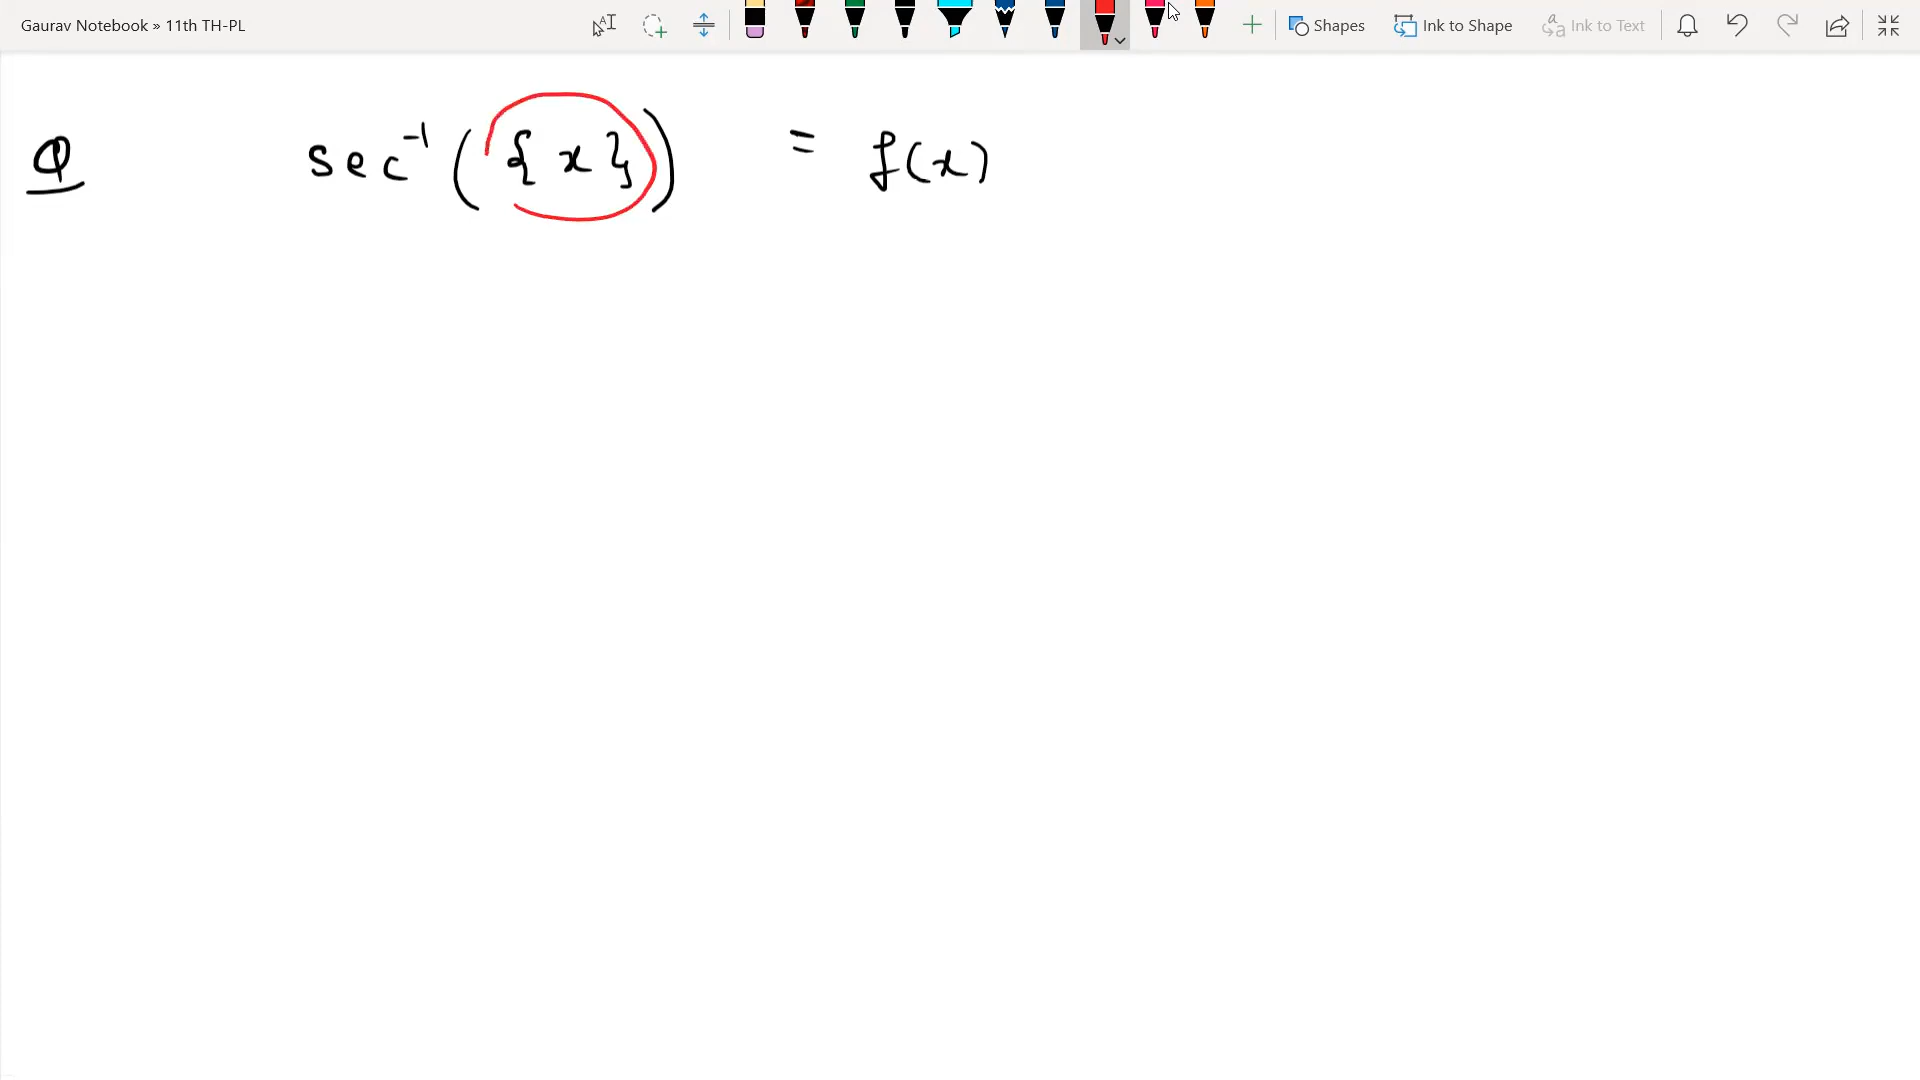 Gaurav Notebook » 11th TH-PL
Shapes
Ink to Shape
Ink to Text
Q sec⁻¹({x}) = f(x)